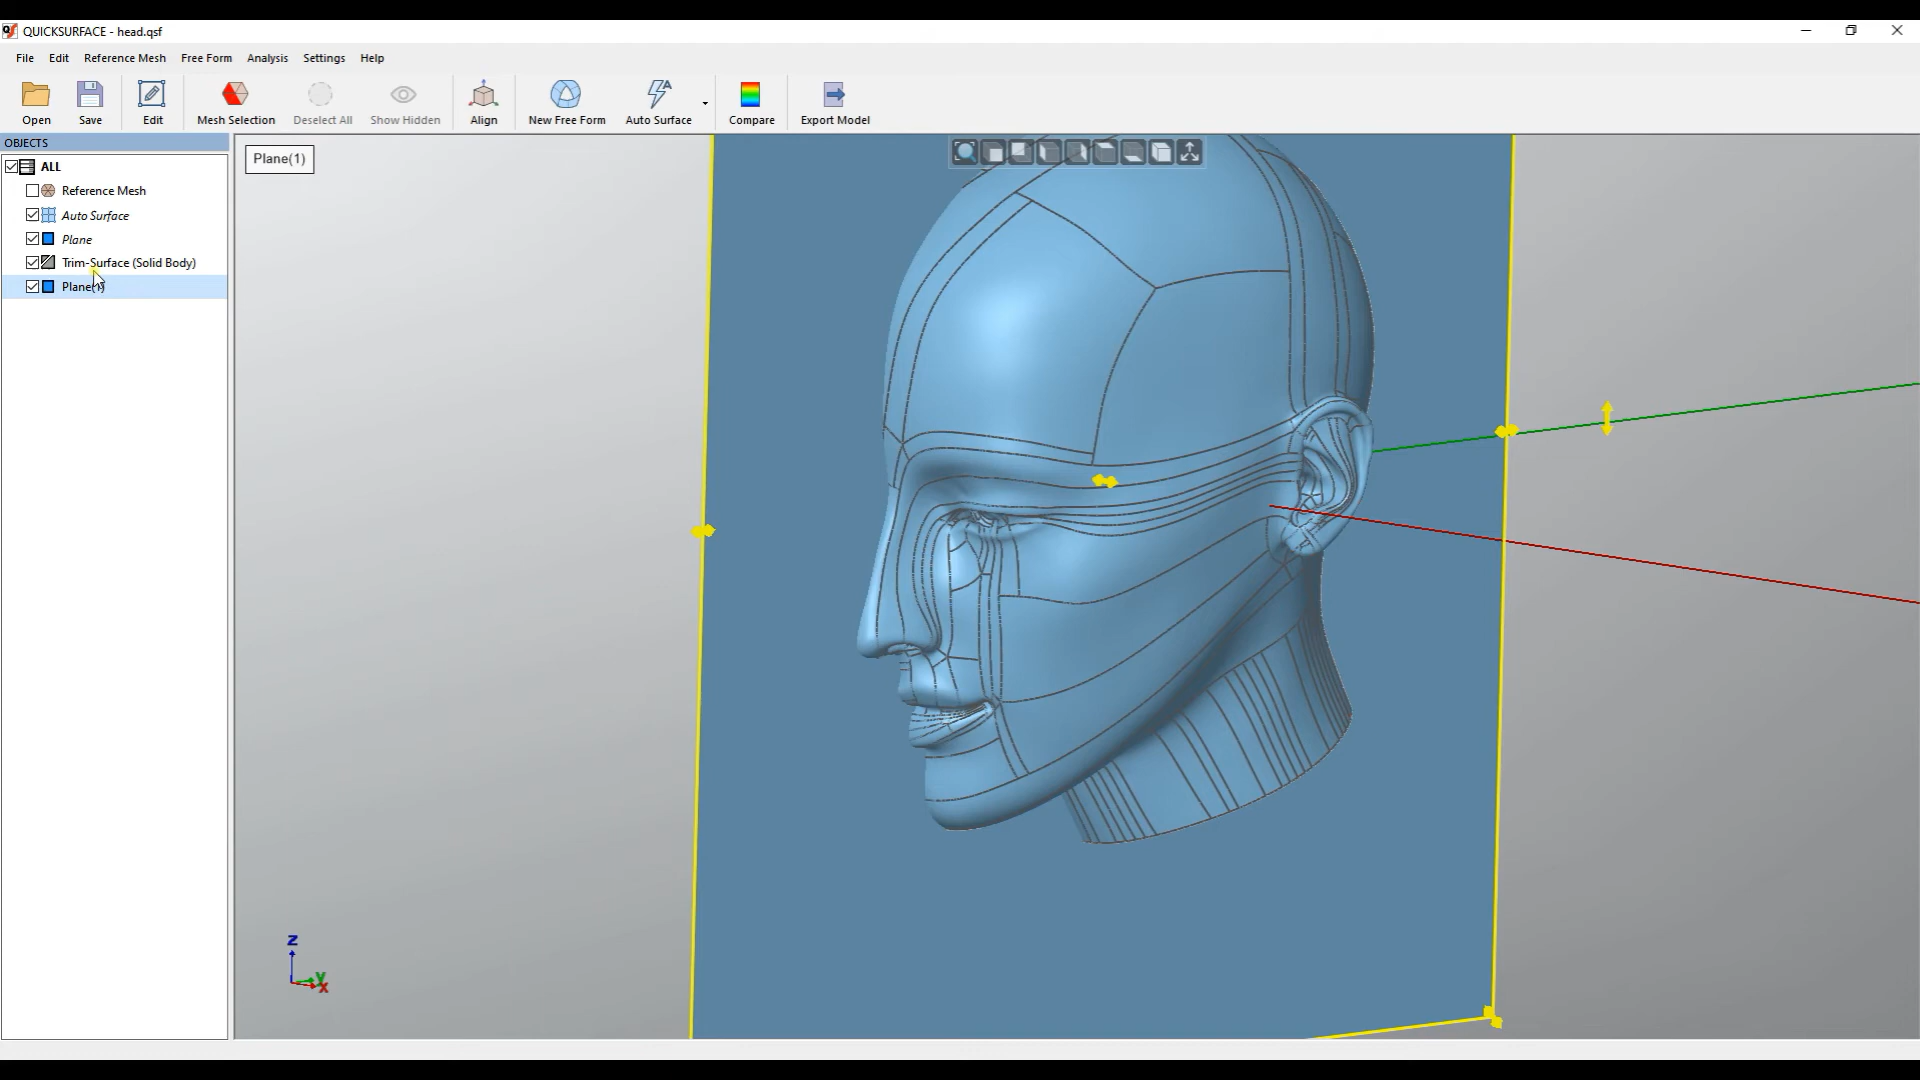 QUICKSURFACE - head.qsf
File Edit Reference Mesh Free Form Analysis Settings Help
Open Save Edit Mesh Selection Deselect All Show Hidden Align New Free Form Auto Surface Compare Export Model
OBJECTS
ALL
Reference Mesh
Auto Surface
Plane
Trim-Surface (Solid Body)
Plane(1)
Plane(1)
Z
Y
X